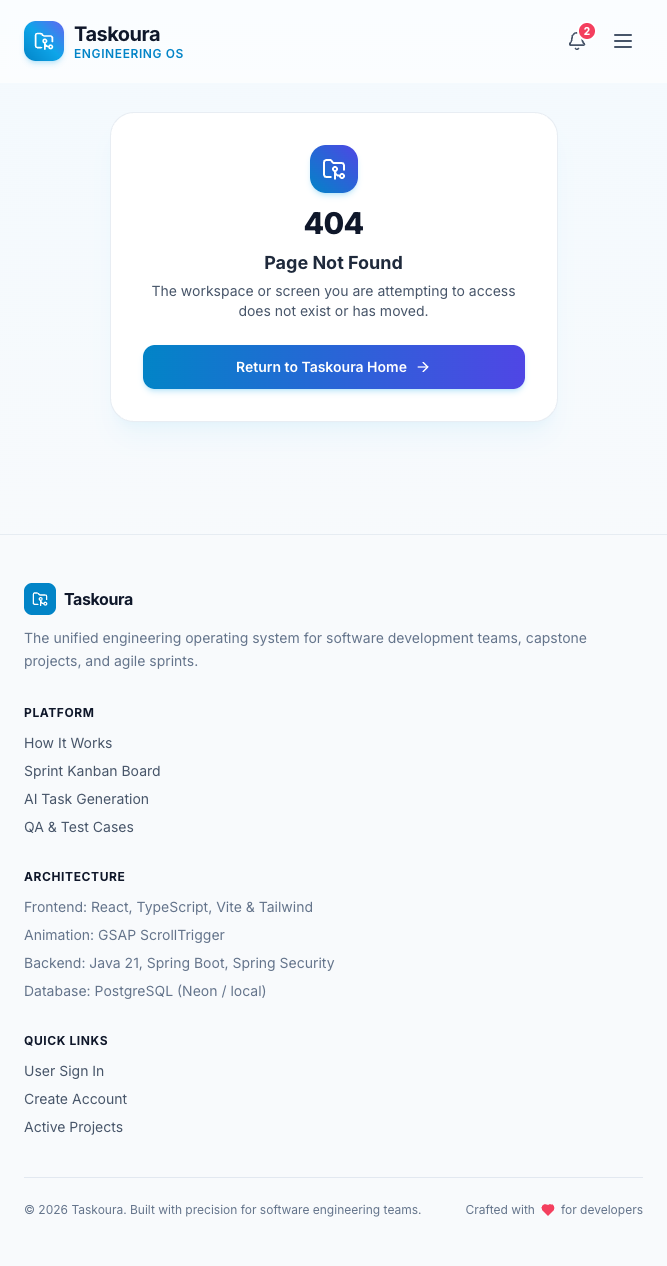 Taskoura
ENGINEERING OS
2
404
Page Not Found
The workspace or screen you are attempting to access
does not exist or has moved.
Return to Taskoura Home
Taskoura
The unified engineering operating system for software development teams, capstone
projects, and agile sprints.
PLATFORM
How It Works
Sprint Kanban Board
AI Task Generation
QA & Test Cases
ARCHITECTURE
Frontend: React, TypeScript, Vite & Tailwind
Animation: GSAP ScrollTrigger
Backend: Java 21, Spring Boot, Spring Security
Database: PostgreSQL (Neon / local)
QUICK LINKS
User Sign In
Create Account
Active Projects
© 2026 Taskoura. Built with precision for software engineering teams.
Crafted with for developers